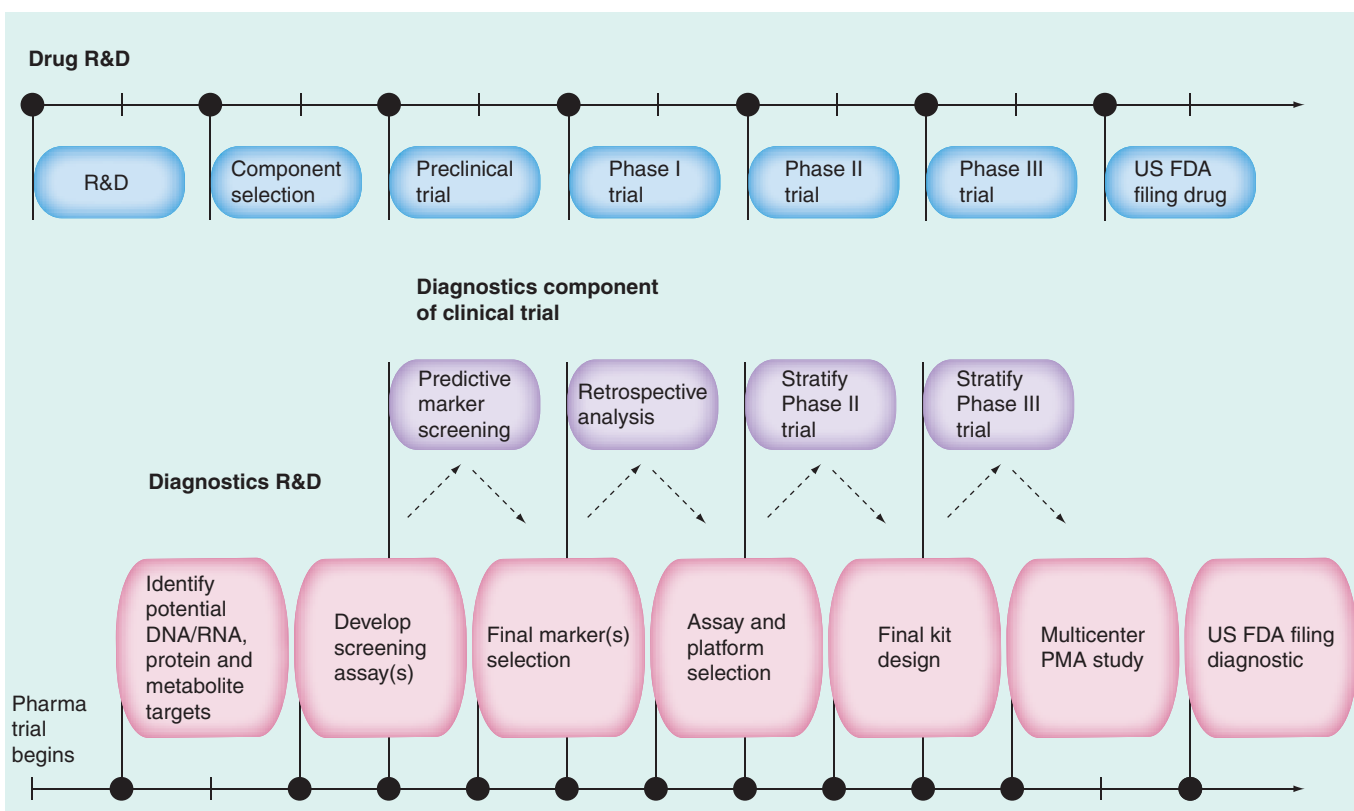 Drug R&D
R&D
Component
selection
Preclinical
trial
Phase I
trial
Phase II
trial
Phase III
trial
US FDA
filing drug
Diagnostics component
of clinical trial
Predictive
marker
screening
Retrospective
analysis
Stratify
Phase II
trial
Stratify
Phase III
trial
Diagnostics R&D
Identify
potential
DNA/RNA,
protein and
metabolite
targets
Develop
screening
assay(s)
Final marker(s)
selection
Assay and
platform
selection
Final kit
design
Multicenter
PMA study
US FDA filing
diagnostic
Pharma
trial
begins